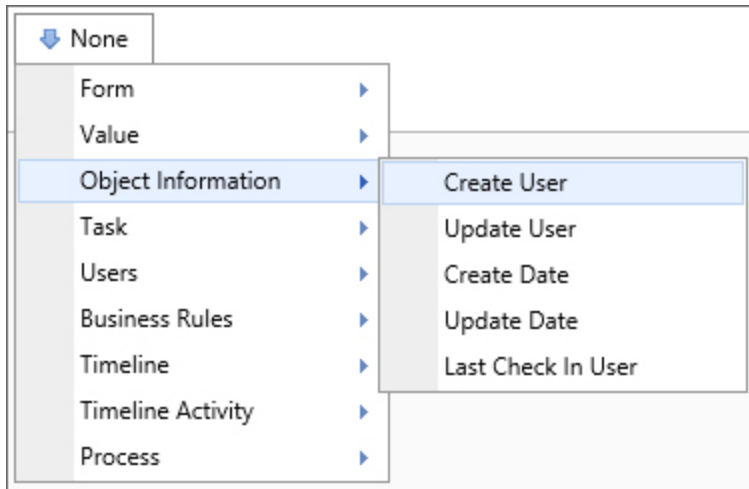 None
Form
Value
Object Information
Task
Users
Business Rules
Timeline
Timeline Activity
Process
Create User
Update User
Create Date
Update Date
Last Check In User